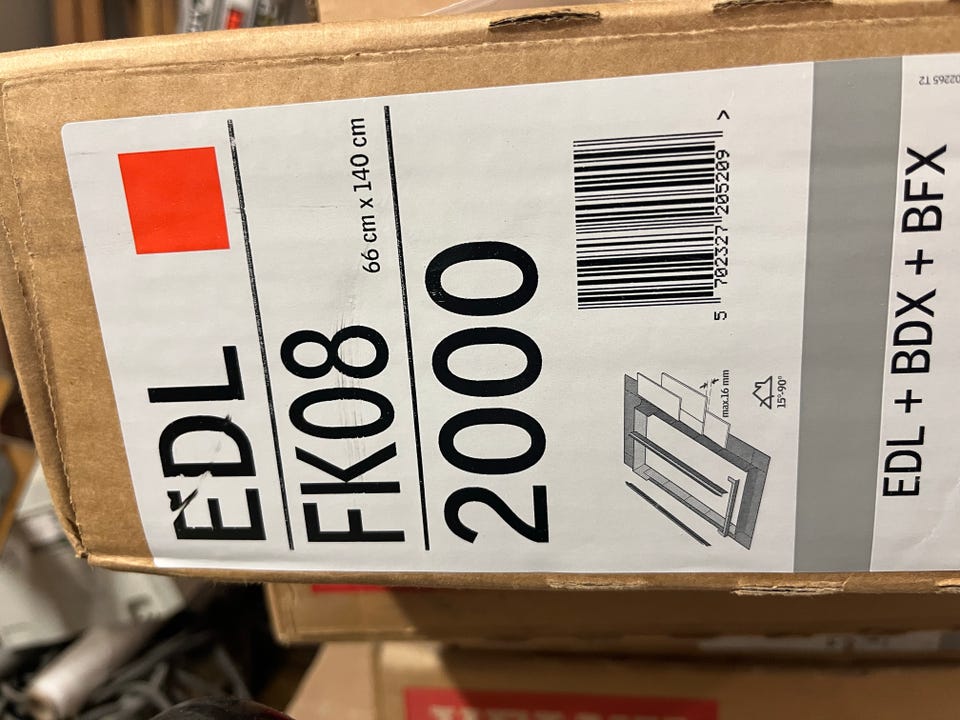 EDL
FK08
66 cm x 140 cm
2000
5 702327 205209 >
max.16 mm
15°-90°
EDL + BDX + BFX